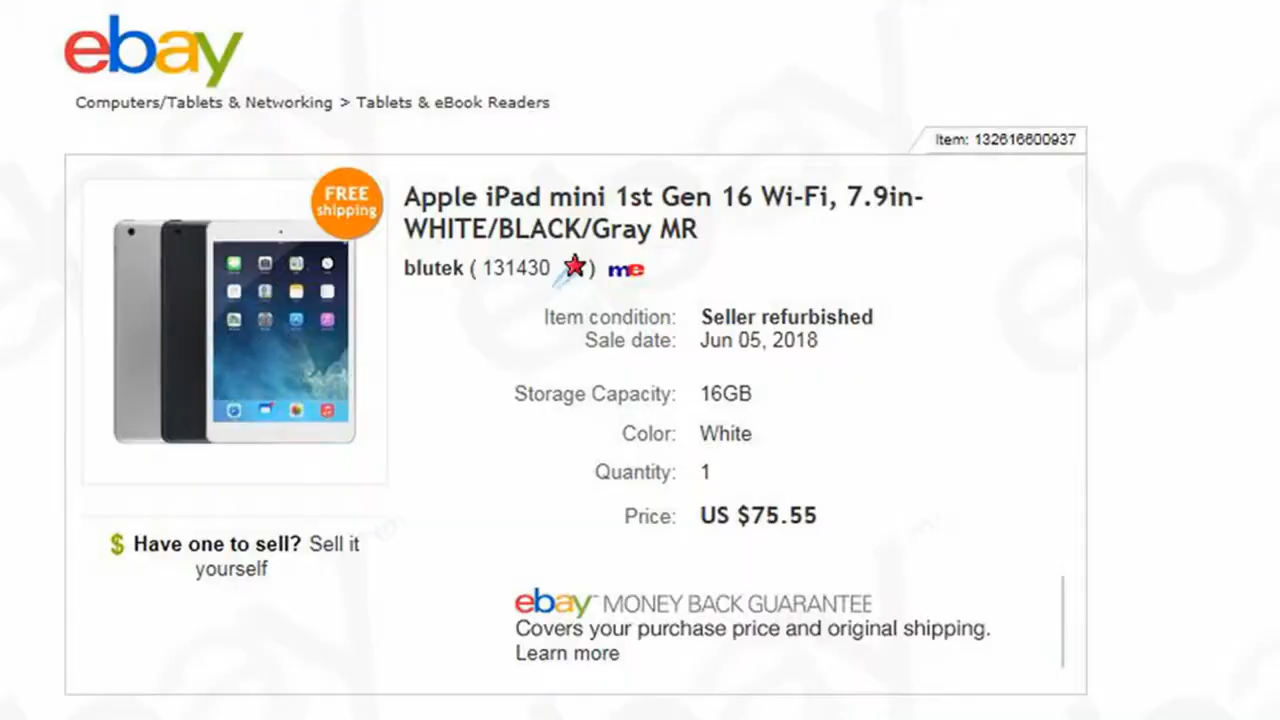 ebay
Computers/Tablets & Networking > Tablets & eBook Readers
Item: 132616600937
FREE
shipping
Apple iPad mini 1st Gen 16 Wi-Fi, 7.9in-
WHITE/BLACK/Gray MR
blutek ( 131430 ) me
Item condition: Seller refurbished
Sale date: Jun 05, 2018
Storage Capacity: 16GB
Color: White
Quantity: 1
Price: US $75.55
$ Have one to sell? Sell it
yourself
ebay™ MONEY BACK GUARANTEE
Covers your purchase price and original shipping.
Learn more